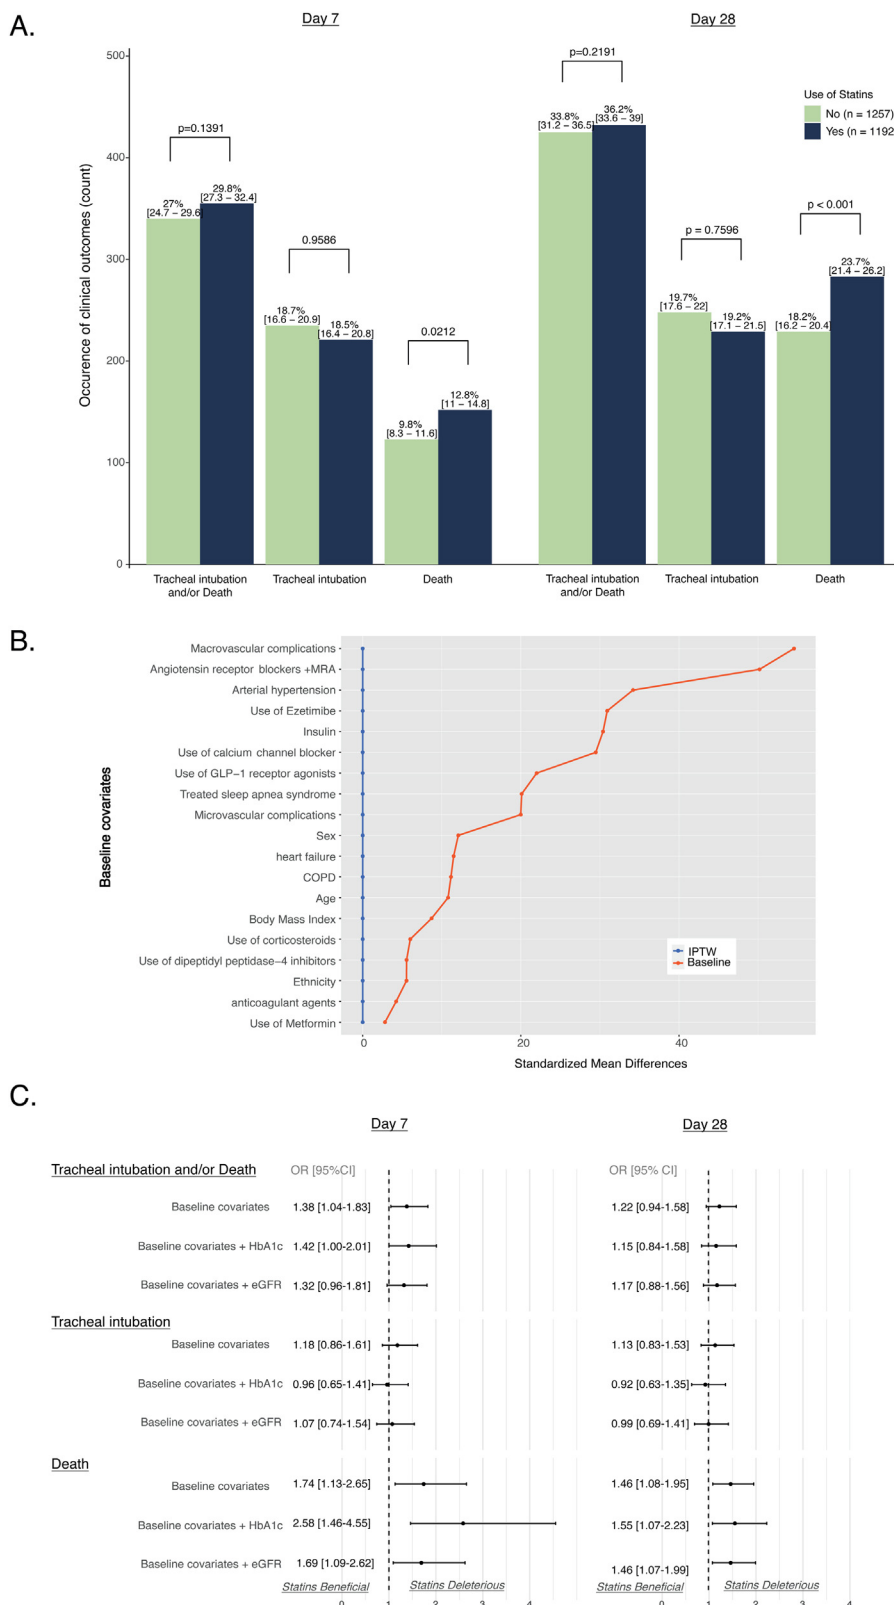 A.
Day 7
Day 28
Use of Statins
No (n = 1257)
Yes (n = 1192
Occurence of clinical outcomes (count)
500
400
300
200
100
0
p=0.1391
27%
[24.7 – 29.6]
29.8%
[27.3 – 32.4]
0.9586
18.7%
[16.6 – 20.9]
18.5%
[16.4 – 20.8]
0.0212
9.8%
[8.3 – 11.6]
12.8%
[11 – 14.8]
p=0.2191
33.8%
[31.2 – 36.5]
36.2%
[33.6 – 39]
p = 0.7596
19.7%
[17.6 – 22]
19.2%
[17.1 – 21.5]
p < 0.001
18.2%
[16.2 – 20.4]
23.7%
[21.4 – 26.2]
Tracheal intubation
and/or Death
Tracheal intubation
Death
Tracheal intubation
and/or Death
Tracheal intubation
Death
B.
Baseline covariates
Macrovascular complications
Angiotensin receptor blockers +MRA
Arterial hypertension
Use of Ezetimibe
Insulin
Use of calcium channel blocker
Use of GLP−1 receptor agonists
Treated sleep apnea syndrome
Microvascular complications
Sex
heart failure
COPD
Age
Body Mass Index
Use of corticosteroids
Use of dipeptidyl peptidase−4 inhibitors
Ethnicity
anticoagulant agents
Use of Metformin
IPTW
Baseline
0 20 40
Standardized Mean Differences
C.
Day 7
Day 28
Tracheal intubation and/or Death OR [95%CI] OR [95% CI]
Baseline covariates 1.38 [1.04-1.83] 1.22 [0.94-1.58]
Baseline covariates + HbA1c 1.42 [1.00-2.01] 1.15 [0.84-1.58]
Baseline covariates + eGFR 1.32 [0.96-1.81] 1.17 [0.88-1.56]
Tracheal intubation
Baseline covariates 1.18 [0.86-1.61] 1.13 [0.83-1.53]
Baseline covariates + HbA1c 0.96 [0.65-1.41] 0.92 [0.63-1.35]
Baseline covariates + eGFR 1.07 [0.74-1.54] 0.99 [0.69-1.41]
Death
Baseline covariates 1.74 [1.13-2.65] 1.46 [1.08-1.95]
Baseline covariates + HbA1c 2.58 [1.46-4.55] 1.55 [1.07-2.23]
Baseline covariates + eGFR 1.69 [1.09-2.62] 1.46 [1.07-1.99]
Statins Beneficial Statins Deleterious Statins Beneficial Statins Deleterious
0 1 2 3 4 0 1 2 3 4